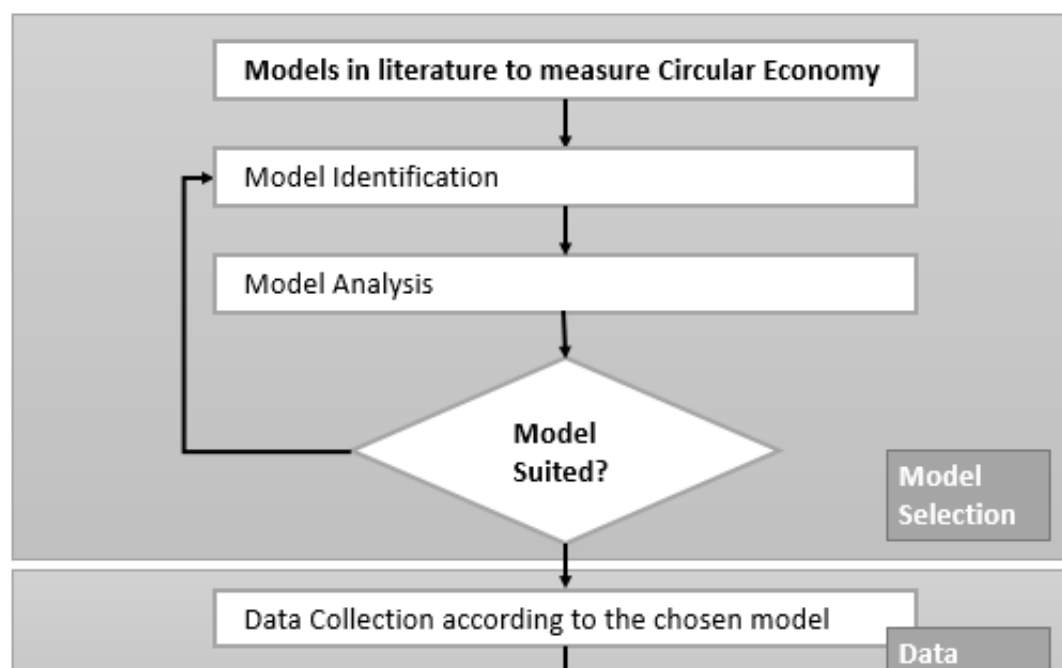 Models in literature to measure Circular Economy
Model Identification
Model Analysis
Model
Suited?
Model
Selection
Data Collection according to the chosen model
Data